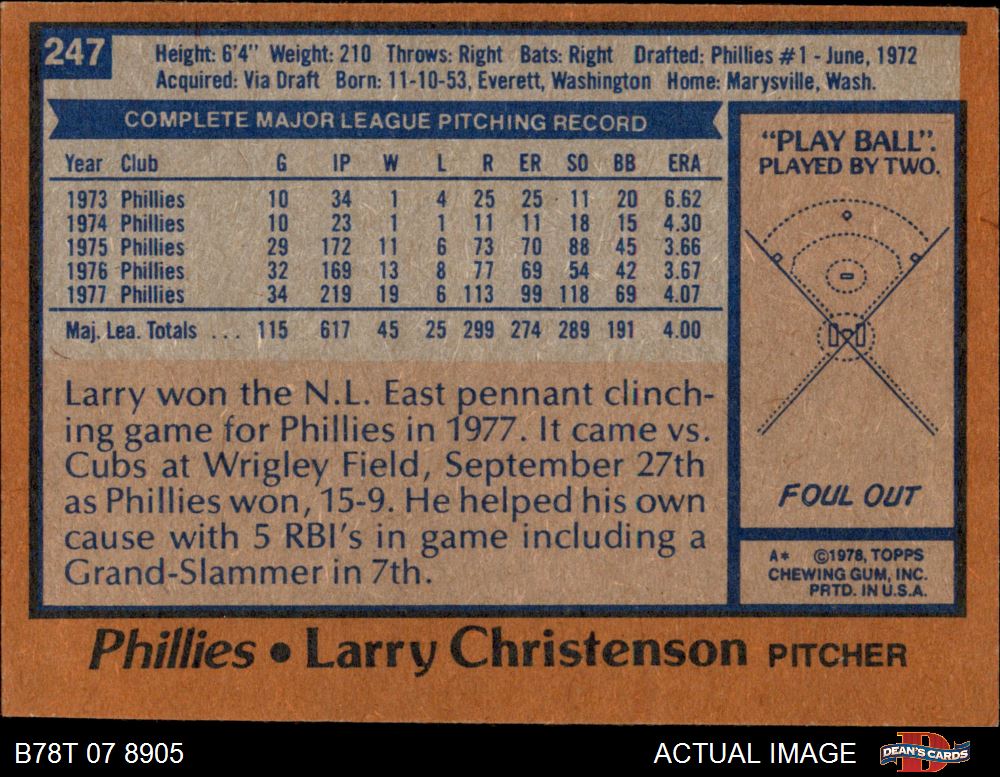 247
Height: 6'4" Weight: 210 Throws: Right Bats: Right Drafted: Phillies #1 - June, 1972
Acquired: Via Draft Born: 11-10-53, Everett, Washington Home: Marysville, Wash.
COMPLETE MAJOR LEAGUE PITCHING RECORD
Year Club G IP W L R ER SO BB ERA
1973 Phillies 10 34 1 4 25 25 11 20 6.62
1974 Phillies 10 23 1 1 11 11 18 15 4.30
1975 Phillies 29 172 11 6 73 70 88 45 3.66
1976 Phillies 32 169 13 8 77 69 54 42 3.67
1977 Phillies 34 219 19 6 113 99 118 69 4.07
Maj. Lea. Totals ... 115 617 45 25 299 274 289 191 4.00
Larry won the N.L. East pennant clinch-
ing game for Phillies in 1977. It came vs.
Cubs at Wrigley Field, September 27th
as Phillies won, 15-9. He helped his own
cause with 5 RBI's in game including a
Grand-Slammer in 7th.
"PLAY BALL".
PLAYED BY TWO.
FOUL OUT
A* ©1978, TOPPS
CHEWING GUM, INC.
PRTD. IN U.S.A.
Phillies • Larry Christenson PITCHER
B78T 07 8905 ACTUAL IMAGE DEAN'S CARDS